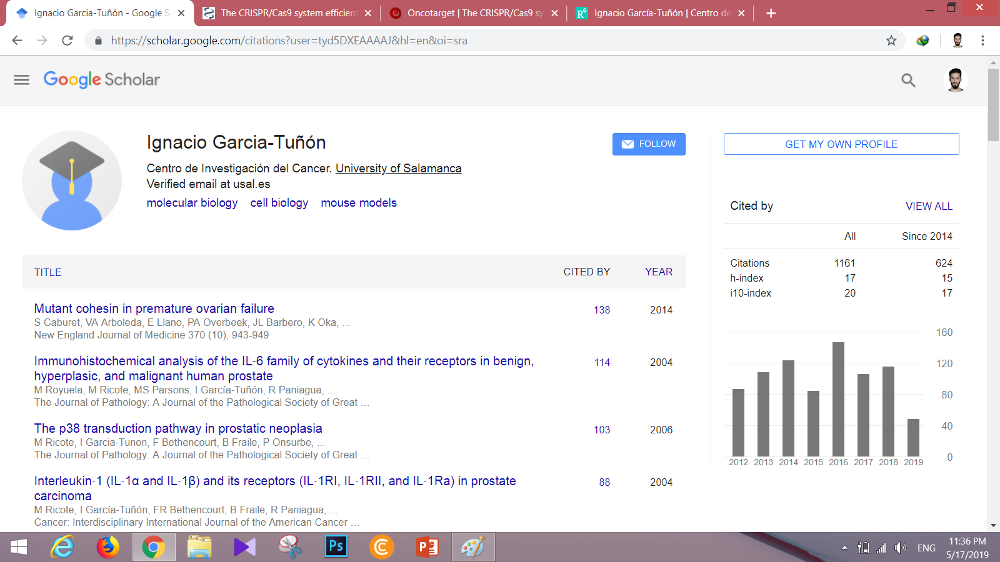 Ignacio Garcia-Tuñón - Google S
The CRISPR/Cas9 system efficient
Oncotarget | The CRISPR/Cas9 sy
Ignacio García-Tuñón | Centro de
https://scholar.google.com/citations?user=tyd5DXEAAAAJ&hl=en&oi=sra
Google Scholar
Ignacio Garcia-Tuñón
FOLLOW
Centro de Investigación del Cancer. University of Salamanca
Verified email at usal.es
molecular biology cell biology mouse models
GET MY OWN PROFILE
TITLE CITED BY YEAR
Mutant cohesin in premature ovarian failure 138 2014
S Caburet, VA Arboleda, E Llano, PA Overbeek, JL Barbero, K Oka, ...
New England Journal of Medicine 370 (10), 943-949
Immunohistochemical analysis of the IL-6 family of cytokines and their receptors in benign, 114 2004
hyperplasic, and malignant human prostate
M Royuela, M Ricote, MS Parsons, I García-Tuñón, R Paniagua, ...
The Journal of Pathology: A Journal of the Pathological Society of Great …
The p38 transduction pathway in prostatic neoplasia 103 2006
M Ricote, I Garcia-Tunon, F Bethencourt, B Fraile, P Onsurbe, ...
The Journal of Pathology: A Journal of the Pathological Society of Great …
Interleukin-1 (IL-1α and IL-1β) and its receptors (IL-1RI, IL-1RII, and IL-1Ra) in prostate 88 2004
carcinoma
M Ricote, I García-Tuñón, FR Bethencourt, B Fraile, R Paniagua, ...
Cancer: Interdisciplinary International Journal of the American Cancer …
Cited by VIEW ALL
All Since 2014
Citations 1161 624
h-index 17 15
i10-index 20 17
160
120
80
40
0
2012 2013 2014 2015 2016 2017 2018 2019
Ps
ENG
11:36 PM
5/17/2019